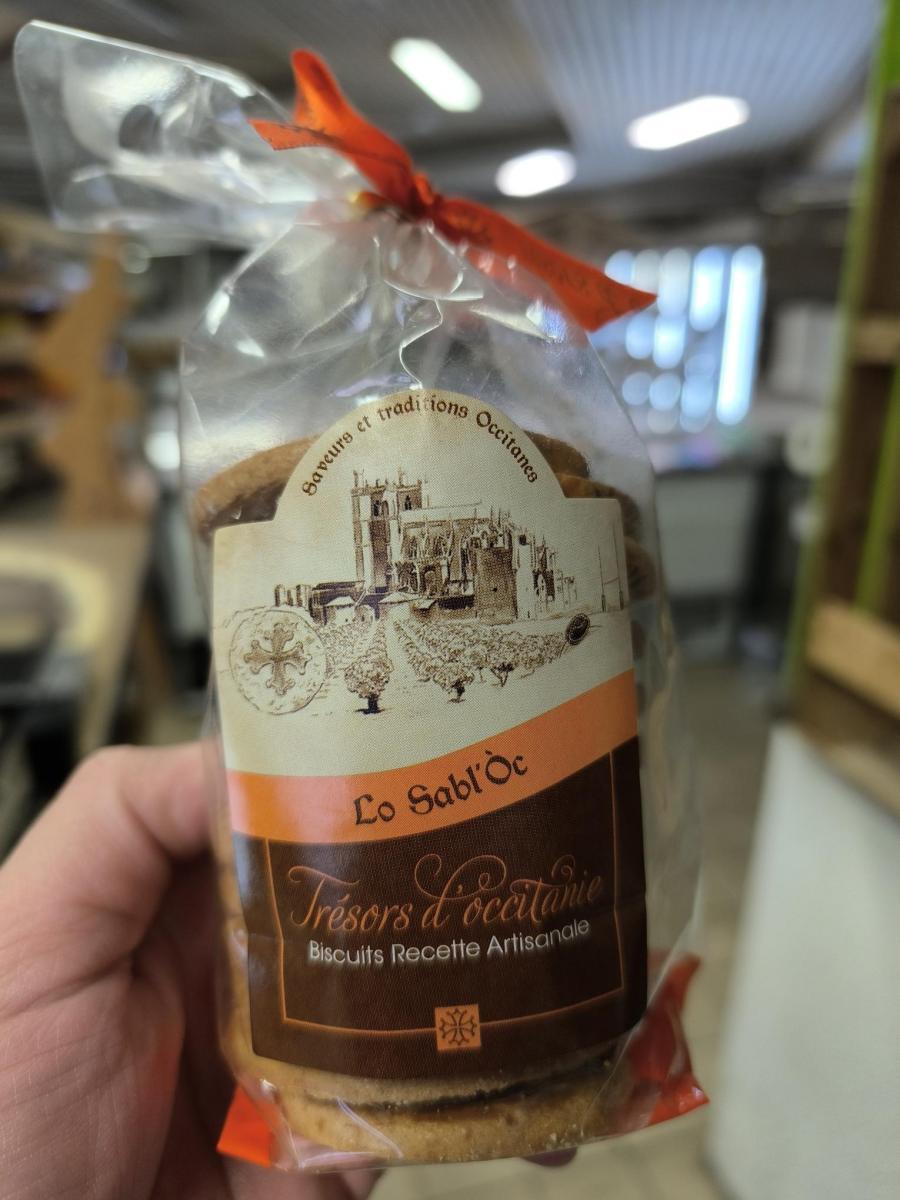 Saveurs et traditions Occitanes
Lo Sabl'Òc
Trésors d'occitanie
Biscuits Recette Artisanale